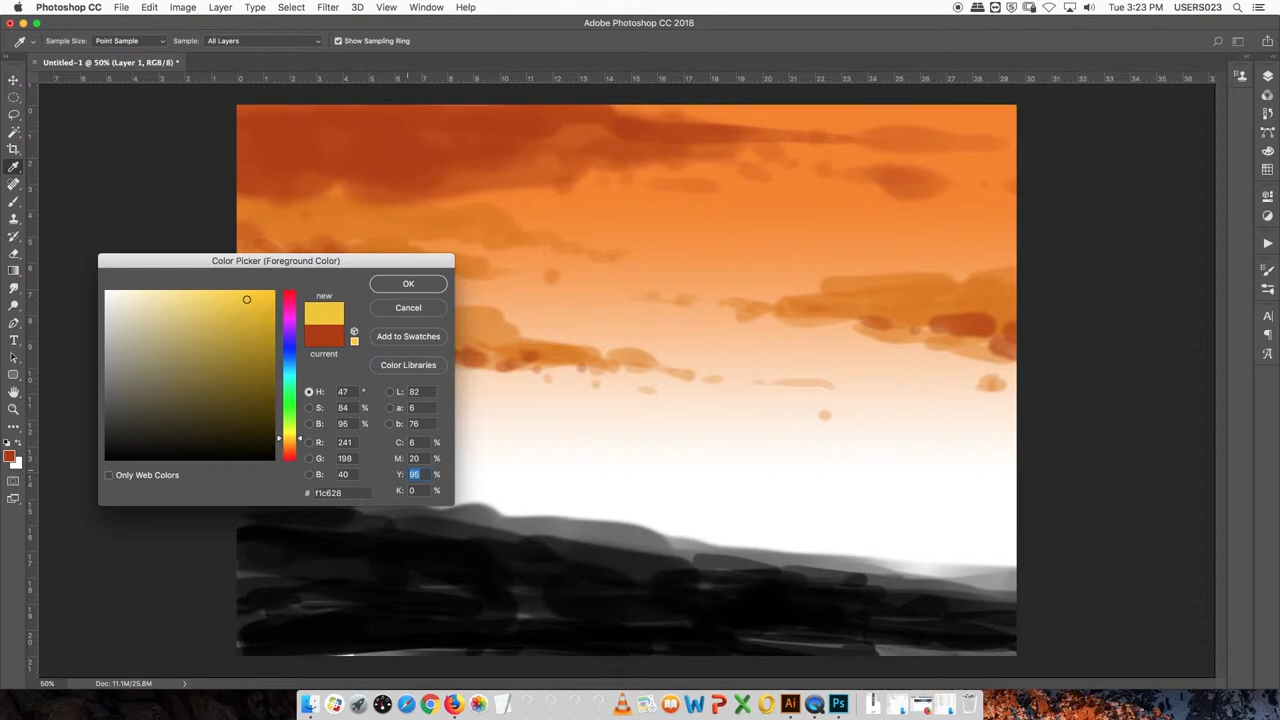 Photoshop CC File Edit Image Layer Type Select Filter 3D View Window Help Tue 3:23 PM USERS023
Adobe Photoshop CC 2018
Sample Size: Point Sample Sample: All Layers Show Sampling Ring
Untitled-1 @ 50% (Layer 1, RGB/8) *
Color Picker (Foreground Color)
new
OK
Cancel
Add to Swatches
current
Color Libraries
H: 47 ° L: 82
S: 84 % a: 6
B: 95 % b: 76
R: 241 C: 6 %
G: 198 M: 20 %
Only Web Colors B: 40 Y: 95 %
# f1c628 K: 0 %
50% Doc: 11.1M/25.8M